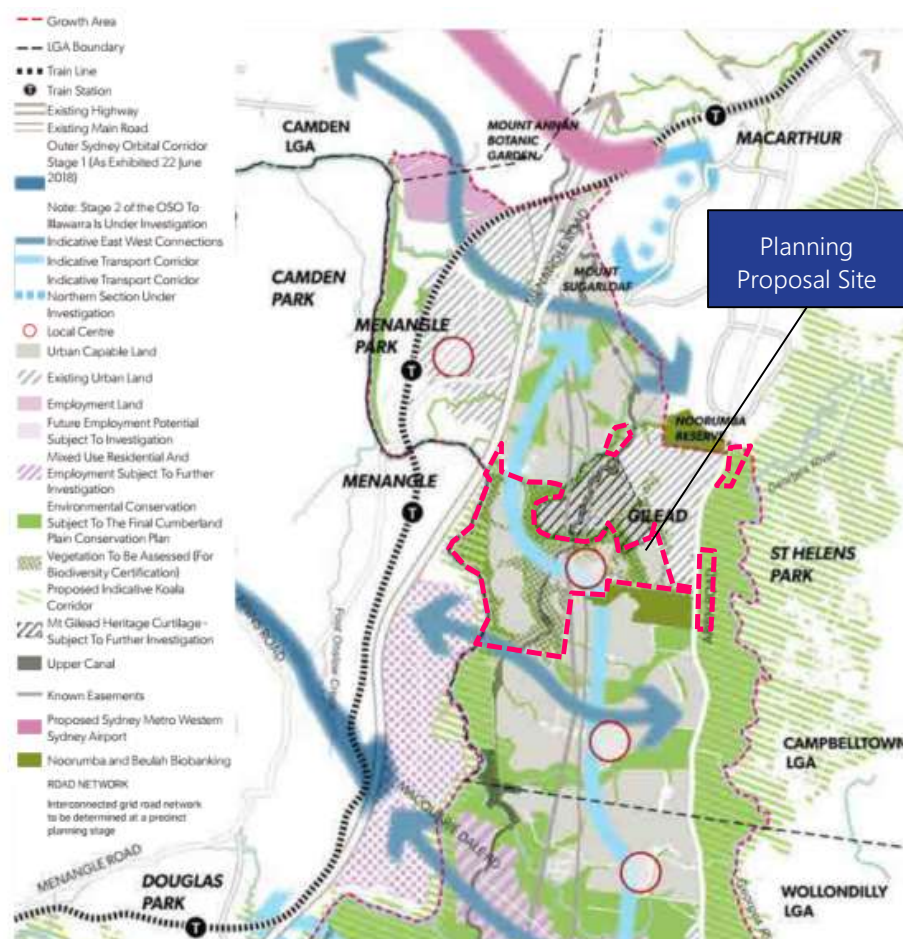 Growth Area
LGA Boundary
Train Line
T Train Station
Existing Highway
Existing Main Road
Outer Sydney Orbital Corridor
Stage 1 (As Exhibited 22 June
2018)
Note: Stage 2 of the OSO To
Illawarra Is Under Investigation
Indicative East West Connections
Indicative Transport Corridor
Indicative Transport Corridor
Northern Section Under
Investigation
Local Centre
Urban Capable Land
Existing Urban Land
Employment Land
Future Employment Potential
Subject To Investigation
Mixed Use Residential And
Employment Subject To Further
Investigation
Environmental Conservation
Subject To The Final Cumberland
Plain Conservation Plan
Vegetation To Be Assessed (For
Biodiversity Certification)
Proposed Indicative Koala
Corridor
Mt Gilead Heritage Curtilage -
Subject To Further Investigation
Upper Canal
Known Easements
Proposed Sydney Metro Western
Sydney Airport
Noorumba and Beulah Biobanking
ROAD NETWORK
Interconnected grid road network
to be determined at a precinct
planning stage
CAMDEN
LGA
MOUNT ANNAN
BOTANIC
GARDEN
T
MACARTHUR
Planning
Proposal Site
MENANGLE ROAD
MOUNT
SUGARLOAF
CAMDEN
PARK
MENANGLE
PARK
T
NOORUMBA
RESERVE
MENANGLE
T
GILEAD
Georges River
ST HELENS
PARK
CAMPBELLTOWN
LGA
MENANGLE ROAD
DOUGLAS
PARK
T
WOLLONDILLY
LGA